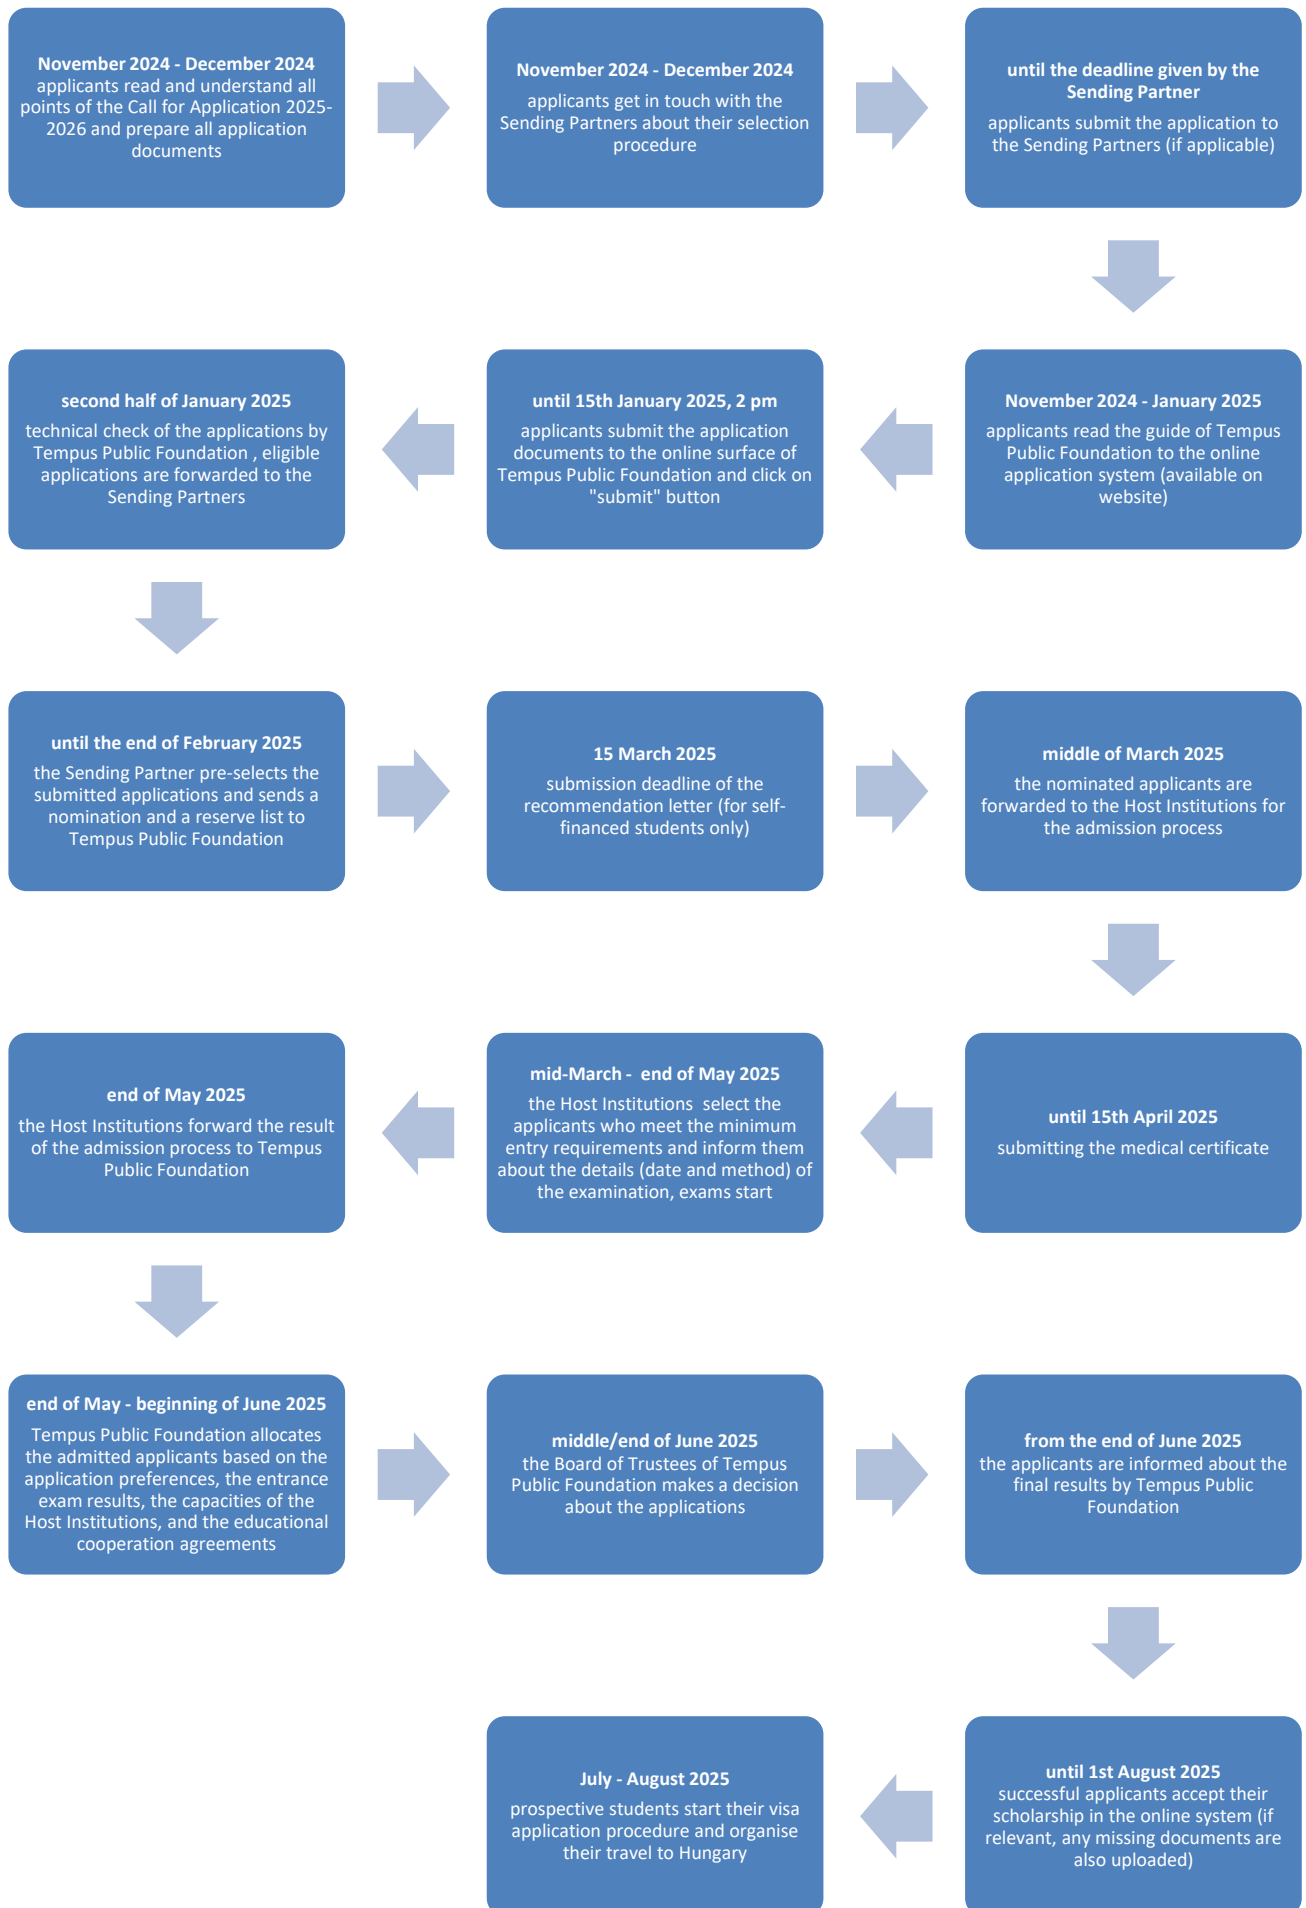 November 2024 - December 2024
applicants read and understand all
points of the Call for Application 2025-
2026 and prepare all application
documents
November 2024 - December 2024
applicants get in touch with the
Sending Partners about their selection
procedure
until the deadline given by the
Sending Partner
applicants submit the application to
the Sending Partners (if applicable)
November 2024 - January 2025
applicants read the guide of Tempus
Public Foundation to the online
application system (available on
website)
until 15th January 2025, 2 pm
applicants submit the application
documents to the online surface of
Tempus Public Foundation and click on
"submit" button
second half of January 2025
technical check of the applications by
Tempus Public Foundation , eligible
applications are forwarded to the
Sending Partners
until the end of February 2025
the Sending Partner pre-selects the
submitted applications and sends a
nomination and a reserve list to
Tempus Public Foundation
15 March 2025
submission deadline of the
recommendation letter (for self-
financed students only)
middle of March 2025
the nominated applicants are
forwarded to the Host Institutions for
the admission process
until 15th April 2025
submitting the medical certificate
mid-March - end of May 2025
the Host Institutions select the
applicants who meet the minimum
entry requirements and inform them
about the details (date and method) of
the examination, exams start
end of May 2025
the Host Institutions forward the result
of the admission process to Tempus
Public Foundation
end of May - beginning of June 2025
Tempus Public Foundation allocates
the admitted applicants based on the
application preferences, the entrance
exam results, the capacities of the
Host Institutions, and the educational
cooperation agreements
middle/end of June 2025
the Board of Trustees of Tempus
Public Foundation makes a decision
about the applications
from the end of June 2025
the applicants are informed about the
final results by Tempus Public
Foundation
until 1st August 2025
successful applicants accept their
scholarship in the online system (if
relevant, any missing documents are
also uploaded)
July - August 2025
prospective students start their visa
application procedure and organise
their travel to Hungary